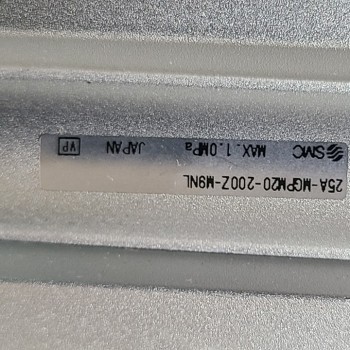 25A-MGPM20-200Z-M9NL
SMC MAX. 1.0MPa JAPAN VP